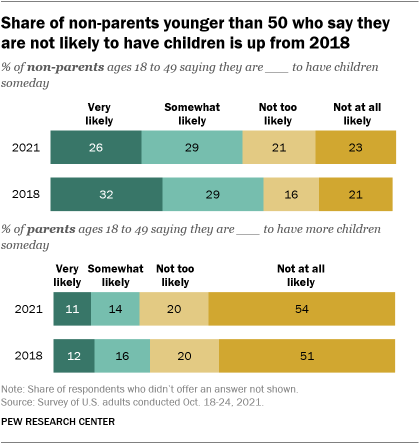 Share of non-parents younger than 50 who say they
are not likely to have children is up from 2018
% of non-parents ages 18 to 49 saying they are ___ to have children
someday
Very likely Somewhat likely Not too likely Not at all likely
2021 26 29 21 23
2018 32 29 16 21
% of parents ages 18 to 49 saying they are ___ to have more children
someday
Very likely Somewhat likely Not too likely Not at all likely
2021 11 14 20 54
2018 12 16 20 51
Note: Share of respondents who didn't offer an answer not shown.
Source: Survey of U.S. adults conducted Oct. 18-24, 2021.
PEW RESEARCH CENTER